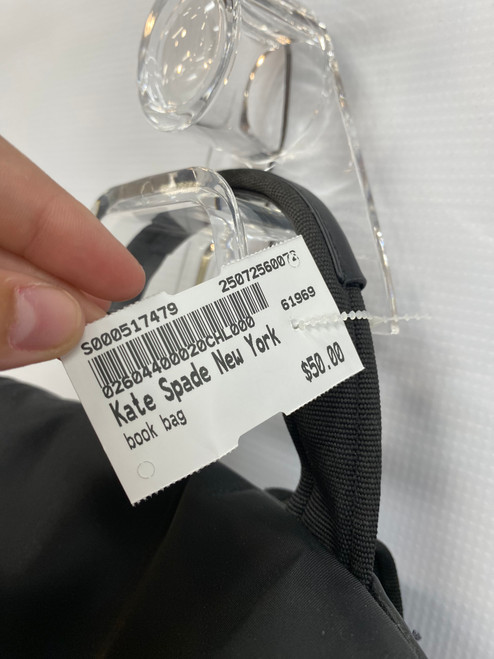 S000517479 25072560072
61969
02604400020CHL000
Kate Spade New York
book bag $50.00